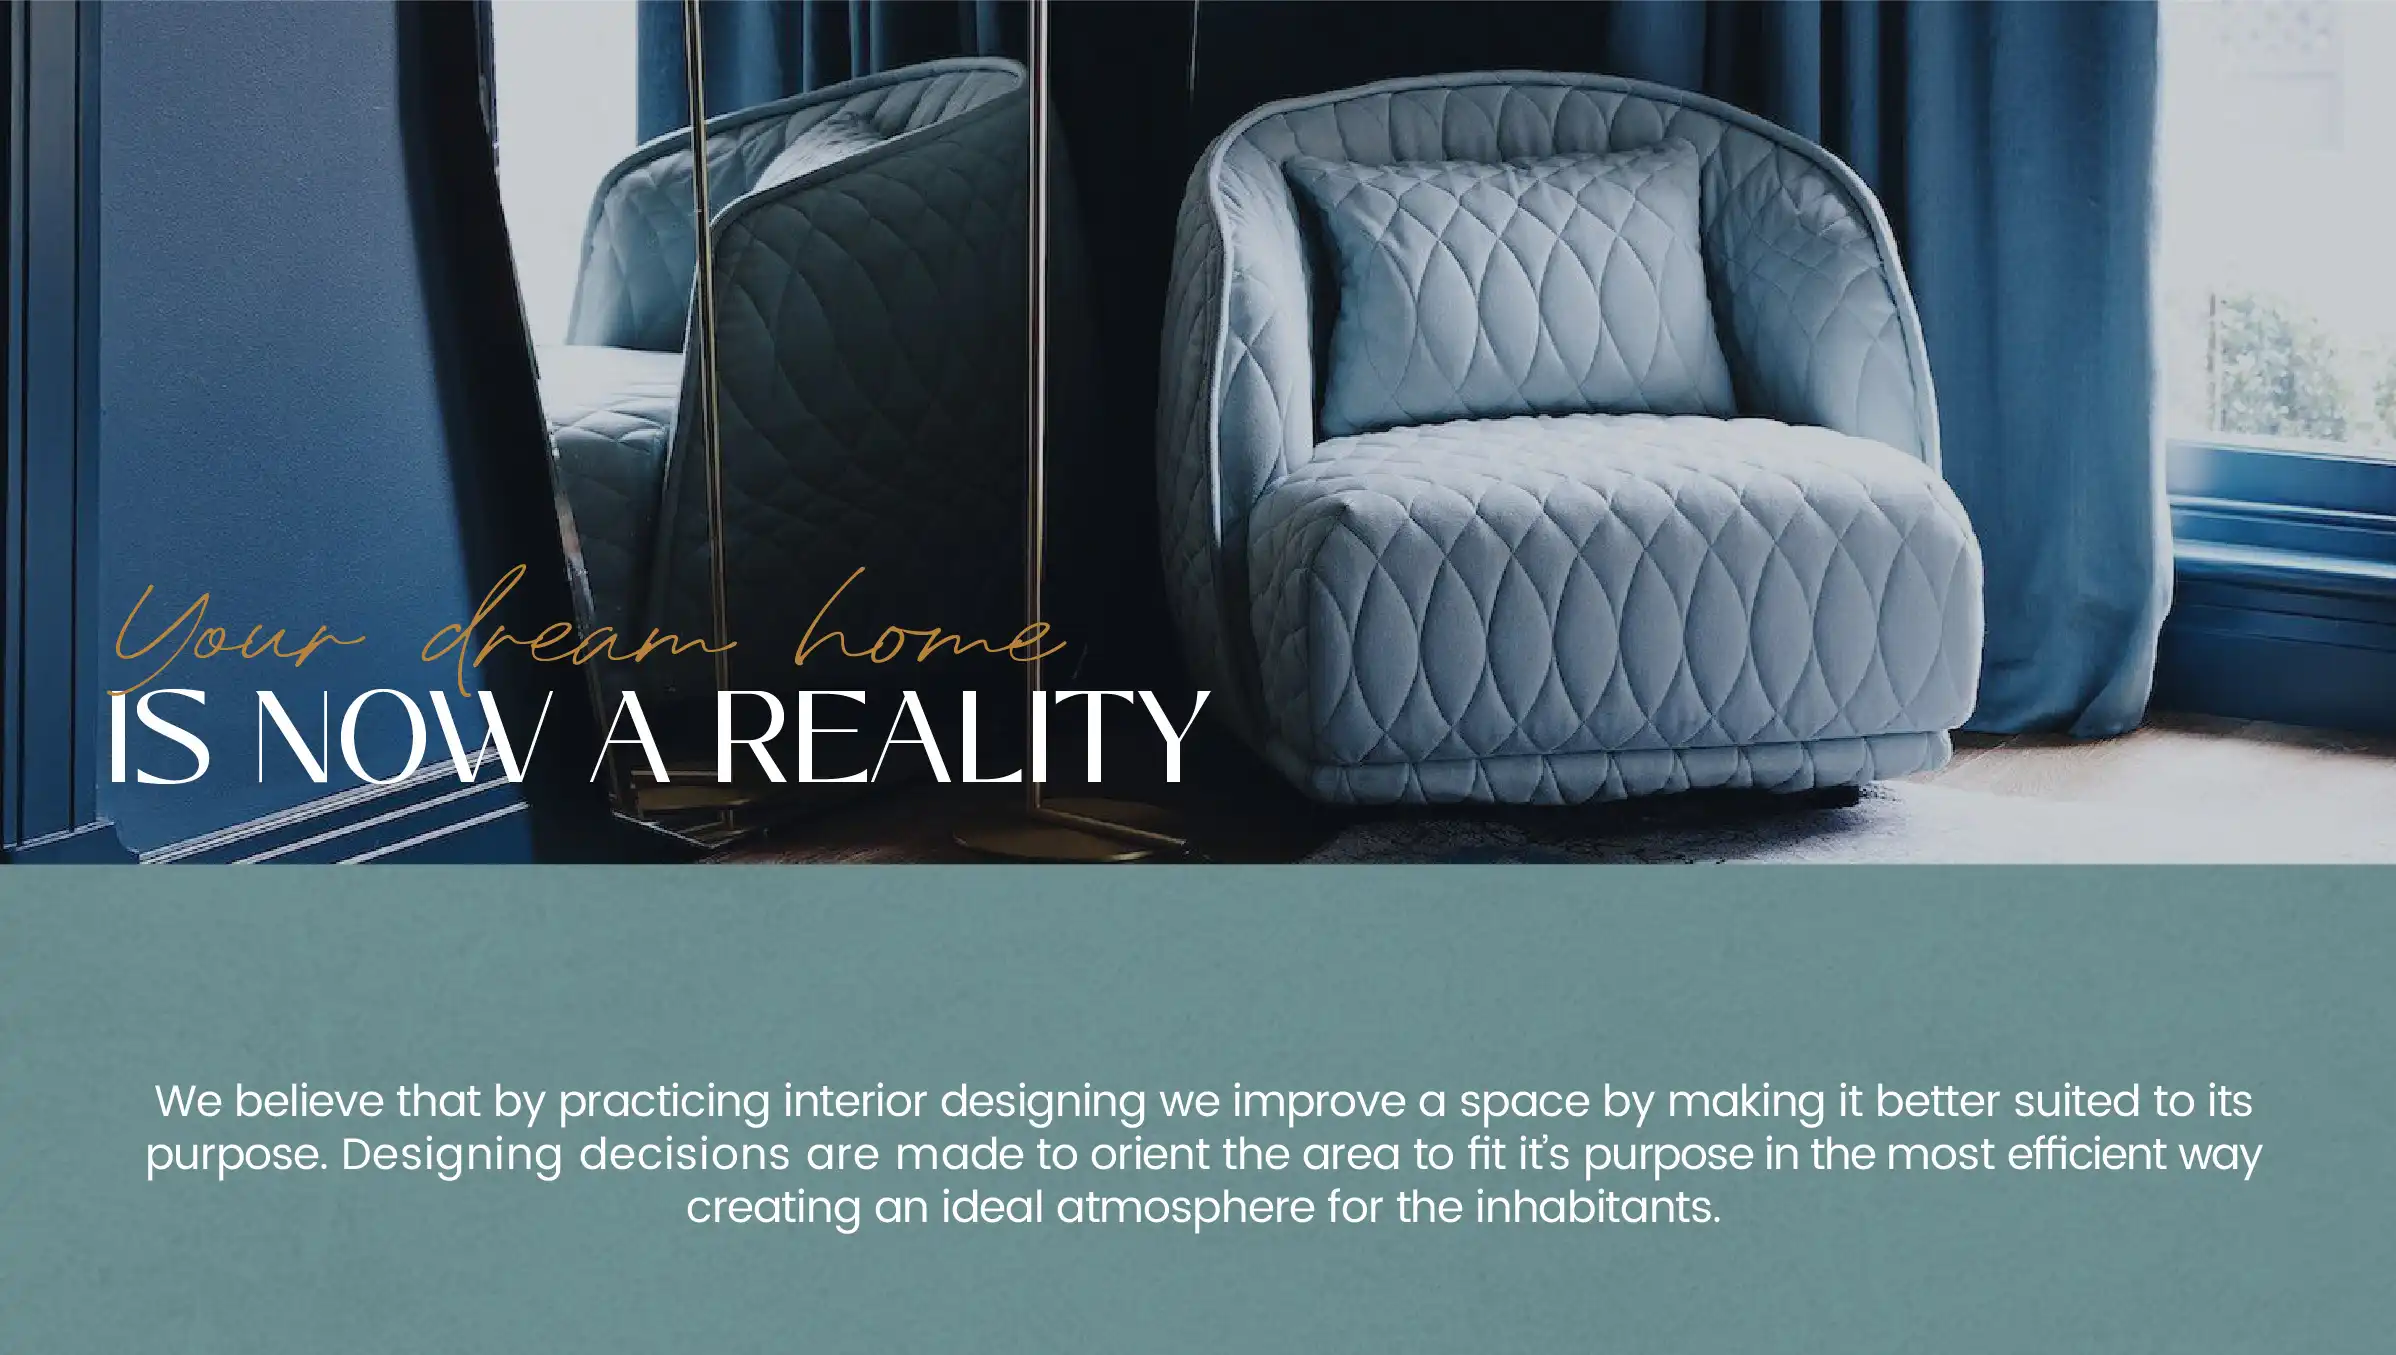 Your dream home
IS NOW A REALITY
We believe that by practicing interior designing we improve a space by making it better suited to its
purpose. Designing decisions are made to orient the area to fit it’s purpose in the most efficient way
creating an ideal atmosphere for the inhabitants.